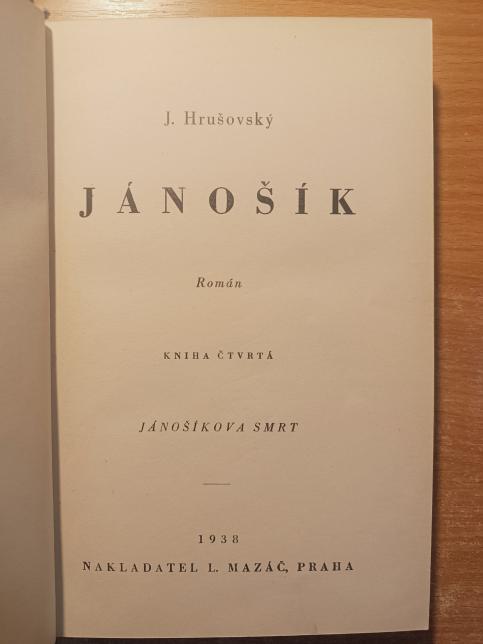 J. Hrušovský
JÁNOŠÍK
Román
KNIHA ČTVRTÁ
JÁNOŠÍKOVA SMRT
1938
NAKLADATEL L. MAZÁČ, PRAHA